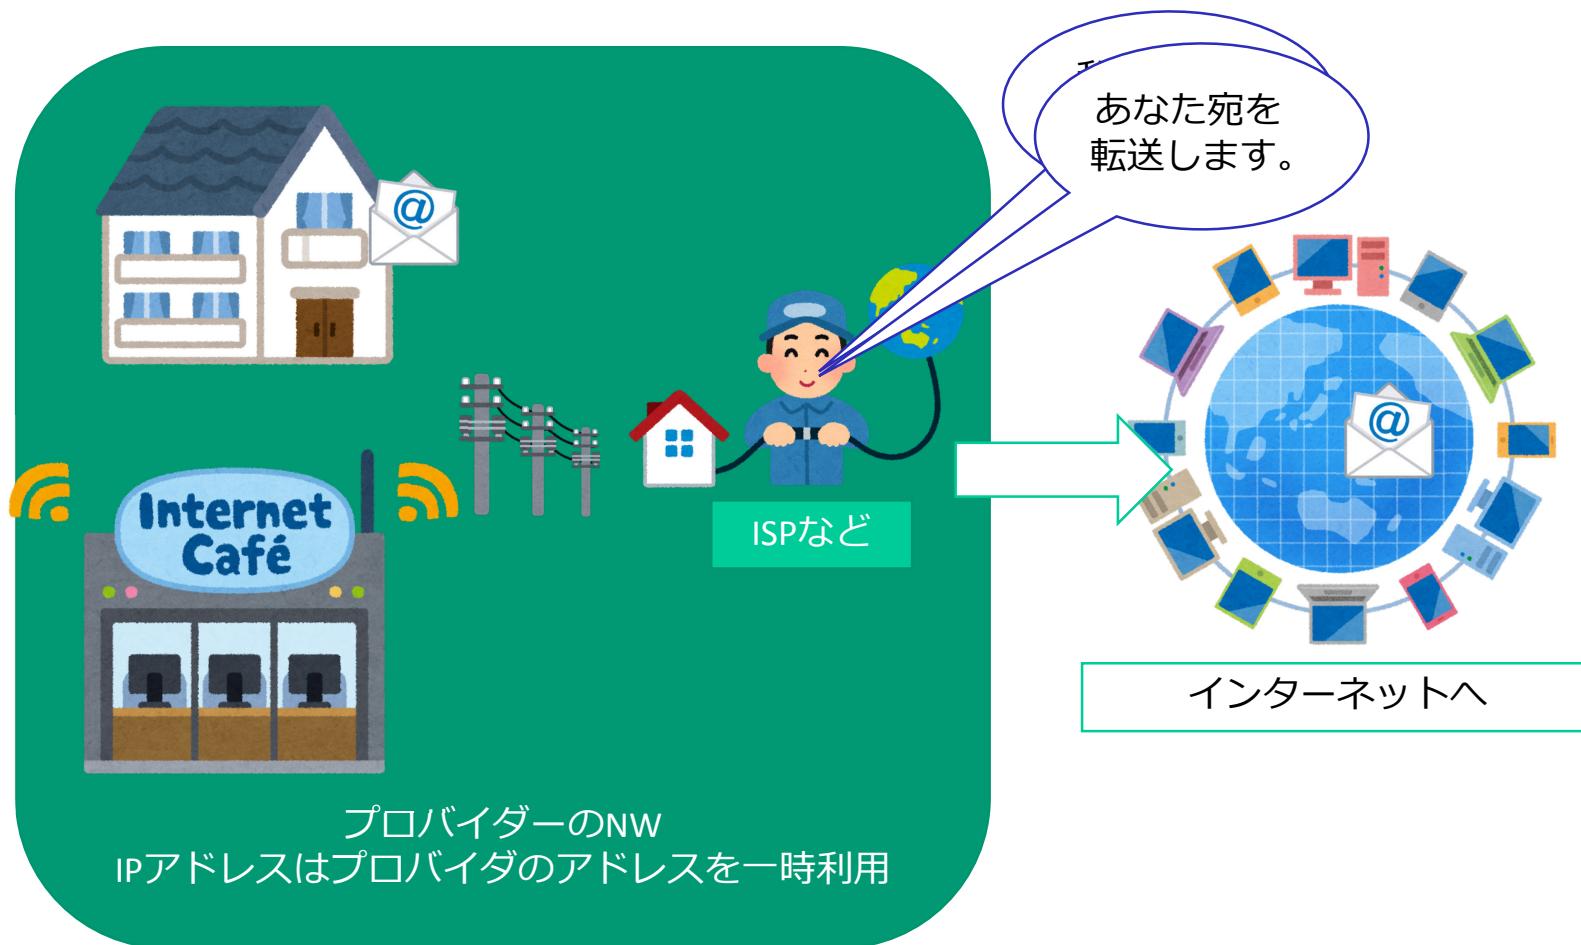 あなた宛を
転送します。
@
@
Internet
Café
ISPなど
インターネットへ
プロバイダーのNW
IPアドレスはプロバイダのアドレスを一時利用